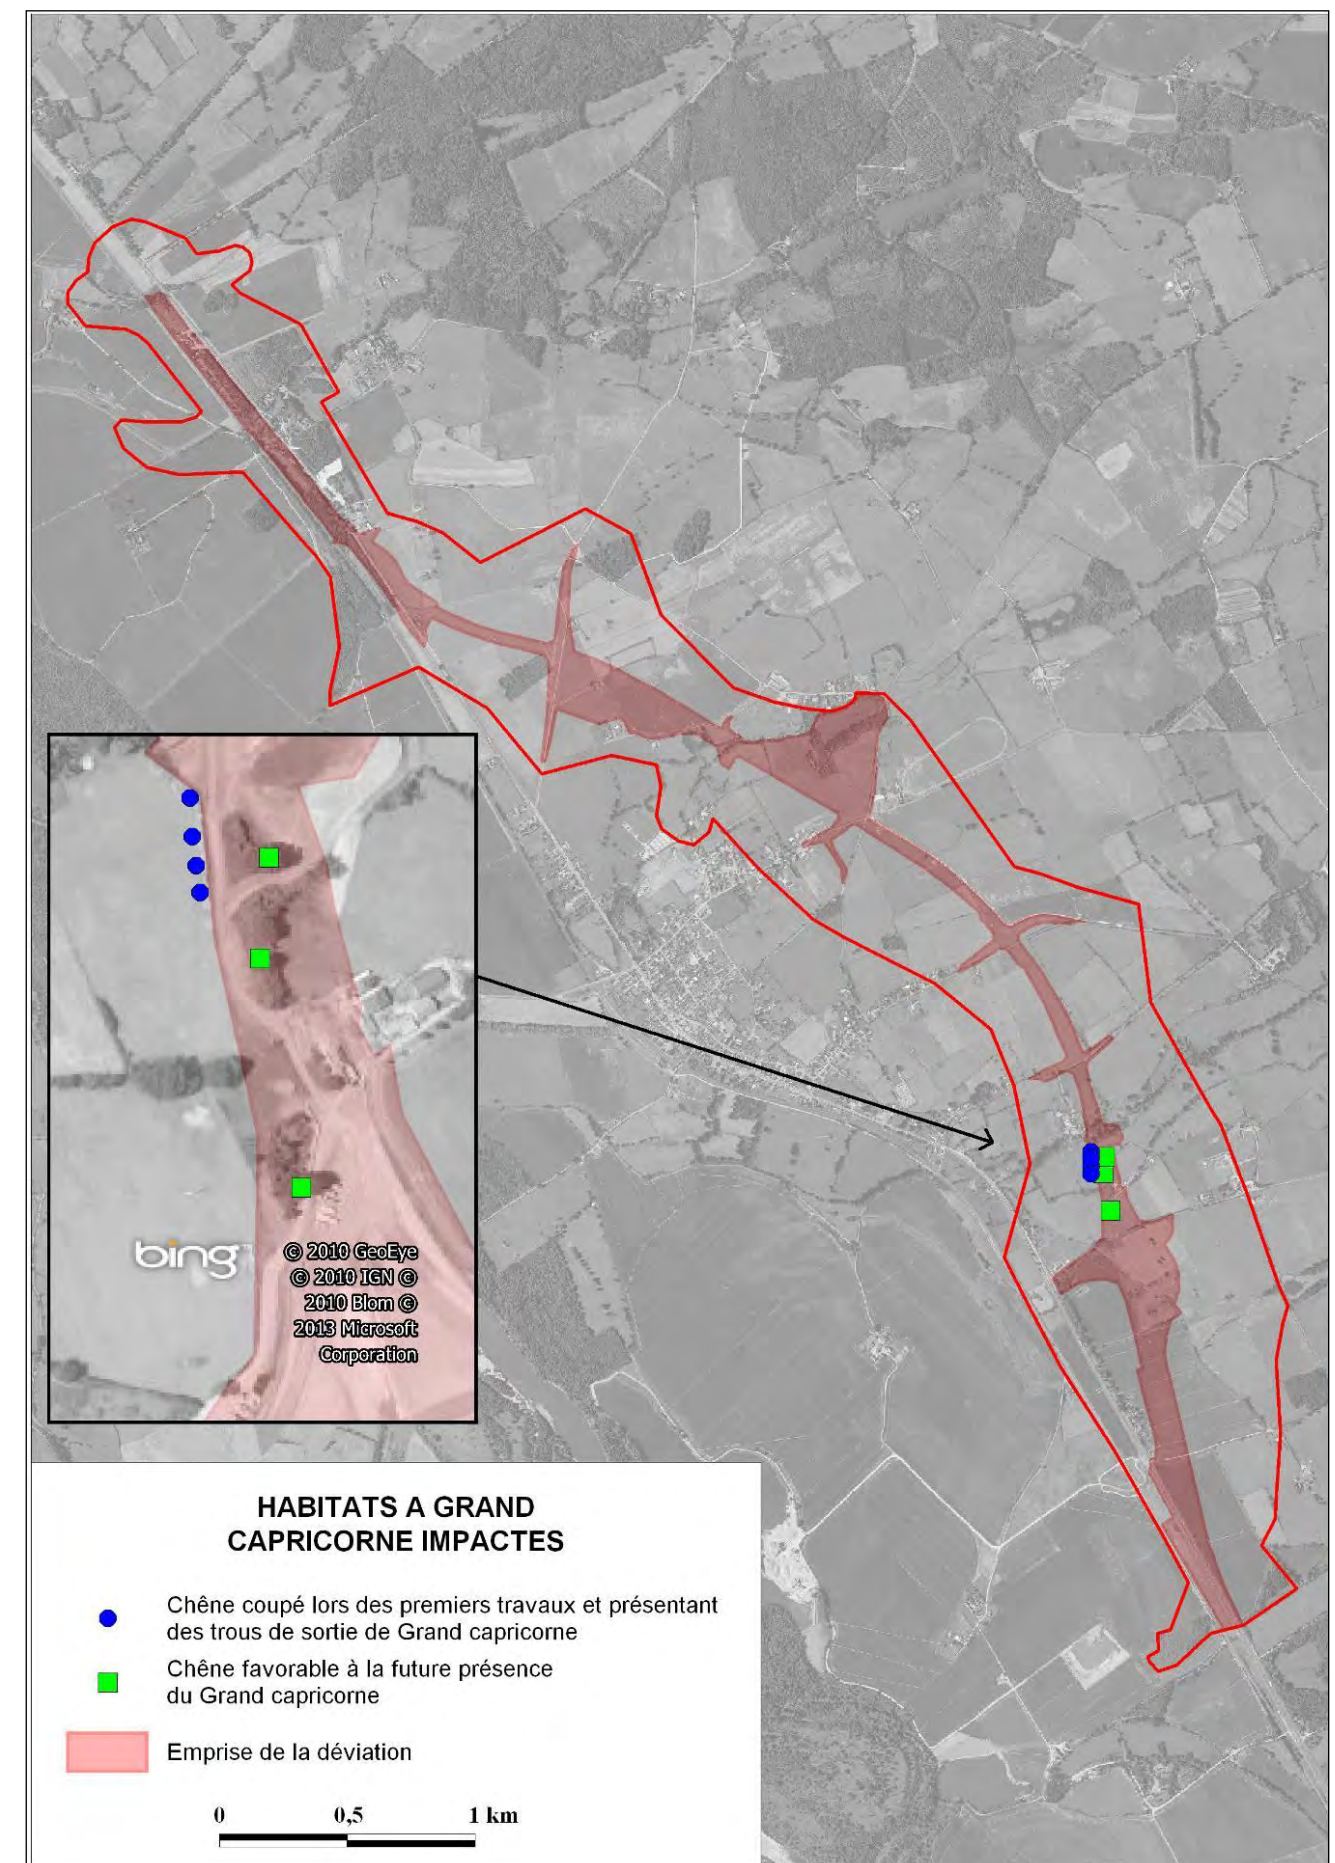 bing
© 2010 GeoEye
© 2010 IGN ©
2010 Blom ©
2013 Microsoft
Corporation
HABITATS A GRAND
CAPRICORNE IMPACTES
Chêne coupé lors des premiers travaux et présentant
des trous de sortie de Grand capricorne
Chêne favorable à la future présence
du Grand capricorne
Emprise de la déviation
0 0,5 1 km